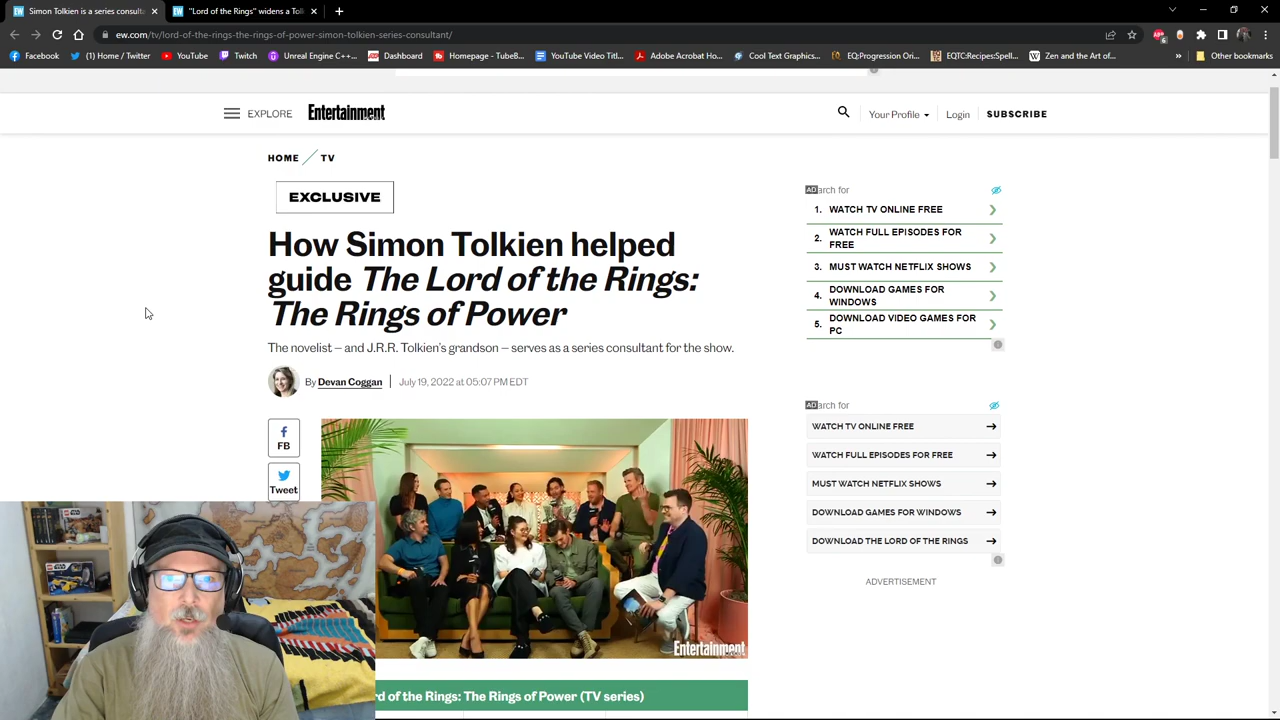 Simon Tolkien is a series consulta
"Lord of the Rings" reveals a Tol
ew.com/tv/lord-of-the-rings-the-rings-of-power-simon-tolkien-series-consultant/
Facebook
Twitter
YouTube
Twitch
Unreal Engine C++...
Dashboard
Homepage - TubeB...
YouTube Video Titl...
Adobe Acrobat Ho...
Cool Text Graphics...
EQ:ProgressionCha...
EQTC:Recipes:Spell...
Zen and the Art of...
»
Other bookmarks
EXPLORE
Entertainment
Your Profile
Login
SUBSCRIBE
HOME / TV
EXCLUSIVE
How Simon Tolkien helped
guide The Lord of the Rings:
The Rings of Power
The novelist — and J.R.R. Tolkien's grandson — serves as a series consultant for the show.
By Devan Coggan | July 19, 2022 at 05:07 PM EDT
FB
Tweet
Entertainment
rd of the Rings: The Rings of Power (TV series)
AD arch for
1. WATCH TV ONLINE FREE
2. WATCH FULL EPISODES FOR
FREE
3. MUST WATCH NETFLIX SHOWS
4. DOWNLOAD GAMES FOR
WINDOWS
5. DOWNLOAD VIDEO GAMES FOR
PC
AD arch for
WATCH TV ONLINE FREE
WATCH FULL EPISODES FOR FREE
MUST WATCH NETFLIX SHOWS
DOWNLOAD GAMES FOR WINDOWS
DOWNLOAD THE LORD OF THE RINGS
ADVERTISEMENT